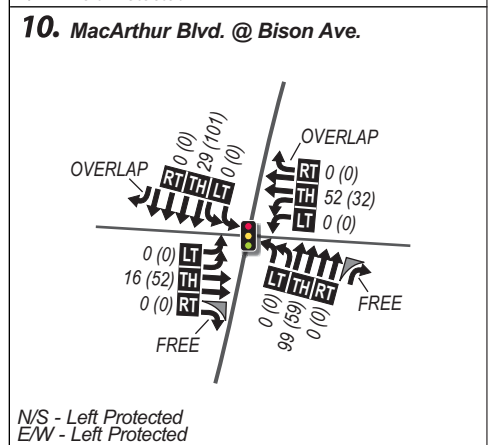 10. MacArthur Blvd. @ Bison Ave.
OVERLAP
RT 0 (0)
TH 52 (32)
LT 0 (0)
OVERLAP
0 (0) 29 (101) 0 (0)
RT TH LT
0 (0) LT
16 (52) TH
0 (0) RT
FREE
LT TH RT
0 (0) 99 (59) 0 (0)
FREE
N/S - Left Protected
E/W - Left Protected